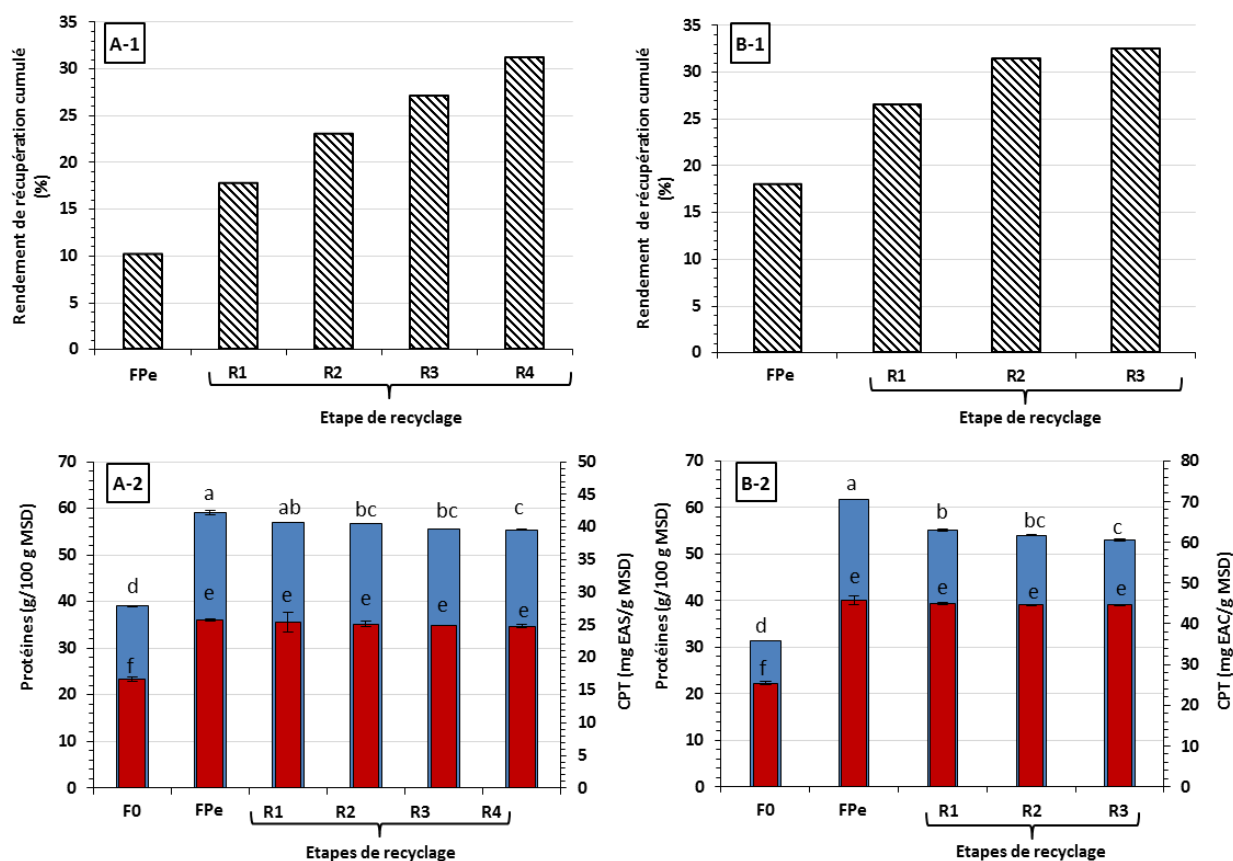 A-1
Rendement de récupération cumulé
(%)
35
30
25
20
15
10
5
0
FPe
R1
R2
R3
R4
Etape de recyclage
B-1
Rendement de récupération cumulé
(%)
35
30
25
20
15
10
5
0
FPe
R1
R2
R3
Etape de recyclage
A-2
Protéines (g/100 g MSD)
70
60
50
40
30
20
10
0
d
a
ab
bc
bc
c
f
e
e
e
e
e
50
45
40
35
30
25
20
15
10
5
0
CPT (mg EAS/g MSD)
F0
FPe
R1
R2
R3
R4
Etapes de recyclage
B-2
Protéines (g/100 g MSD)
70
60
50
40
30
20
10
0
d
a
b
bc
c
f
e
e
e
e
80
70
60
50
40
30
20
10
0
CPT (mg EAC/g MSD)
F0
FPe
R1
R2
R3
Etapes de recyclage